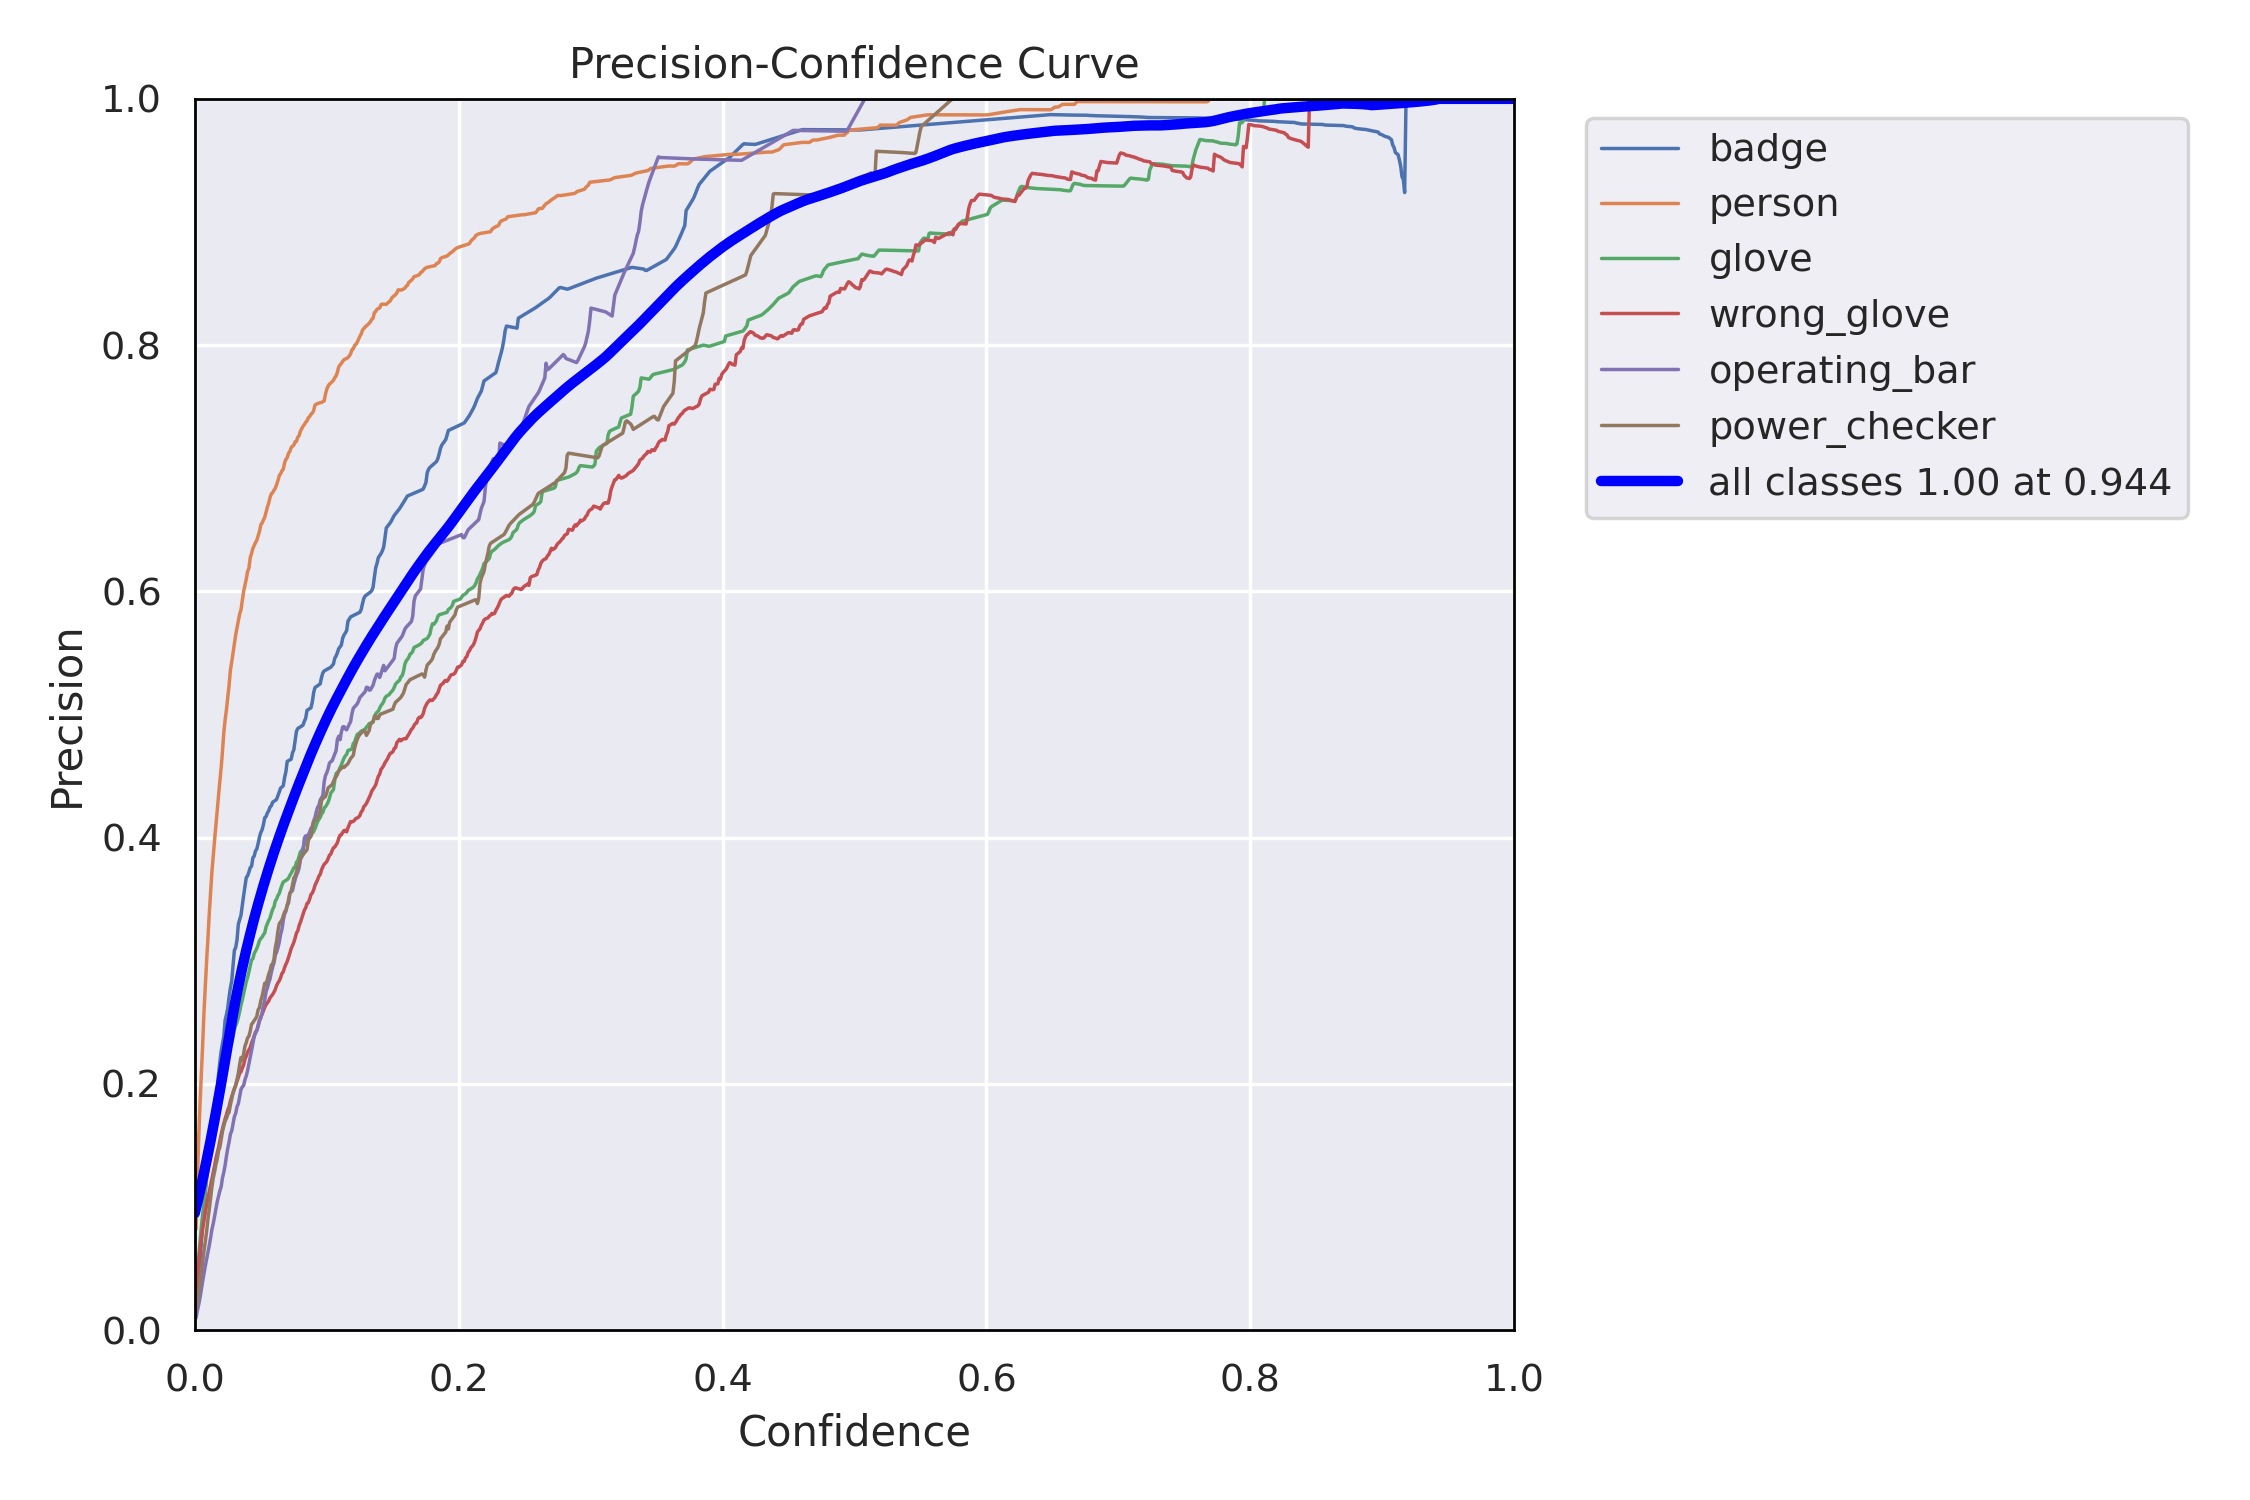 Precision-Confidence Curve
1.0
0.8
0.6
0.4
0.2
0.0
Precision
0.0 0.2 0.4 0.6 0.8 1.0
Confidence
badge
person
glove
wrong_glove
operating_bar
power_checker
all classes 1.00 at 0.944